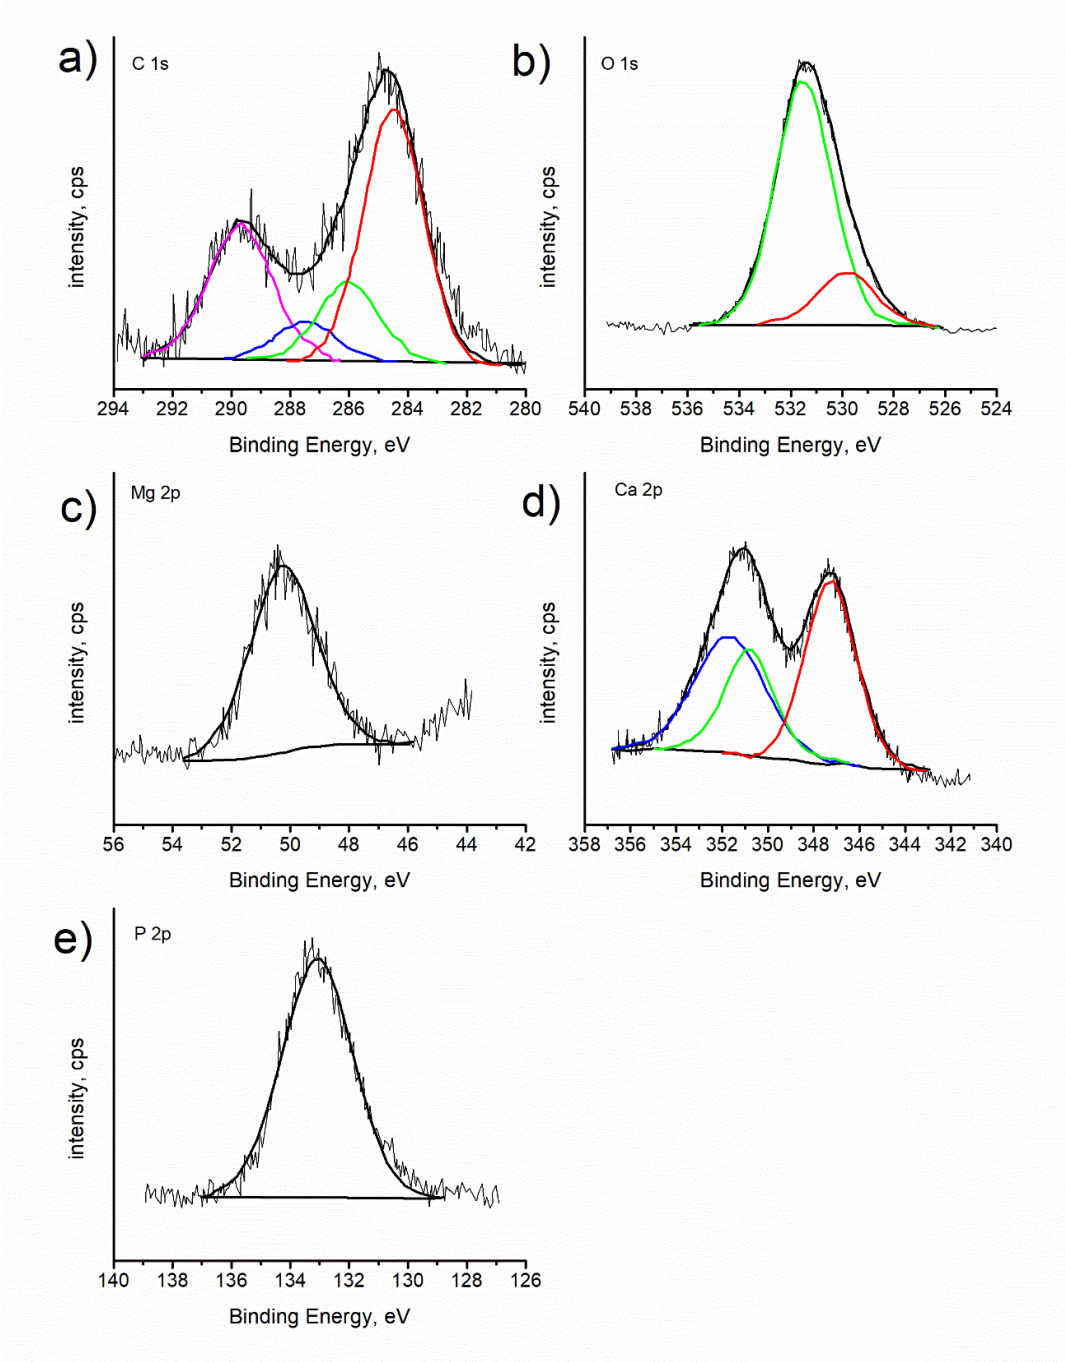 a)
C 1s
intensity, cps
294 292 290 288 286 284 282 280
Binding Energy, eV
b)
O 1s
intensity, cps
540 538 536 534 532 530 528 526 524
Binding Energy, eV
c)
Mg 2p
intensity, cps
56 54 52 50 48 46 44 42
Binding Energy, eV
d)
Ca 2p
intensity, cps
358 356 354 352 350 348 346 344 342 340
Binding Energy, eV
e)
P 2p
intensity, cps
140 138 136 134 132 130 128 126
Binding Energy, eV